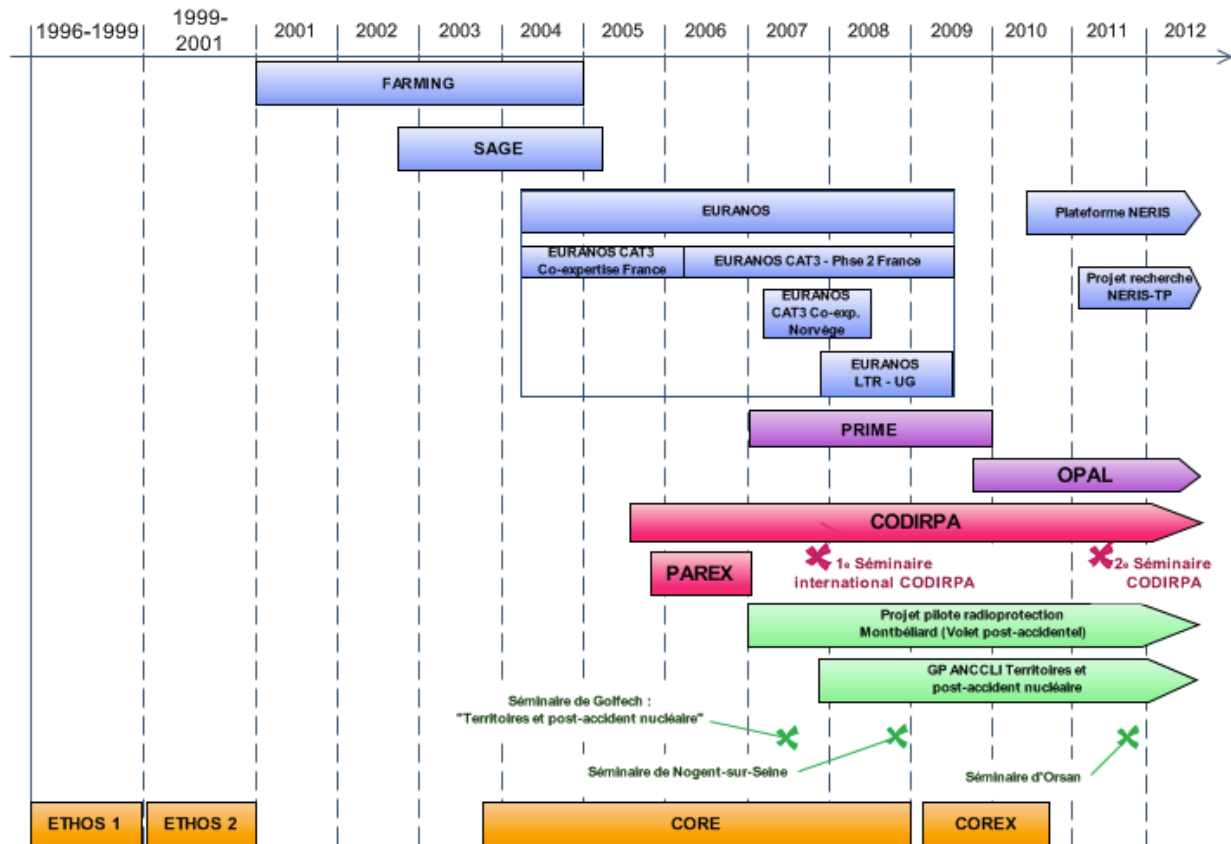 1996-1999
1999-
2001
2001
2002
2003
2004
2005
2006
2007
2008
2009
2010
2011
2012
FARMING
SAGE
EURANOS
Plateforme NERIS
EURANOS CAT3
Co-expertise France
EURANOS CAT3 - Phse 2 France
Projet recherche
NERIS-TP
EURANOS
CAT3 Co-exp.
Norvège
EURANOS
LTR - UG
PRIME
OPAL
CODIRPA
PAREX
1e Séminaire
international CODIRPA
2e Séminaire
CODIRPA
Projet pilote radioprotection
Montbéliard (Volet post-accidentel)
GP ANCCLI Territoires et
post-accident nucléaire
Séminaire de Golfech :
"Territoires et post-accident nucléaire"
Séminaire de Nogent-sur-Seine
Séminaire d'Orsan
ETHOS 1
ETHOS 2
CORE
COREX